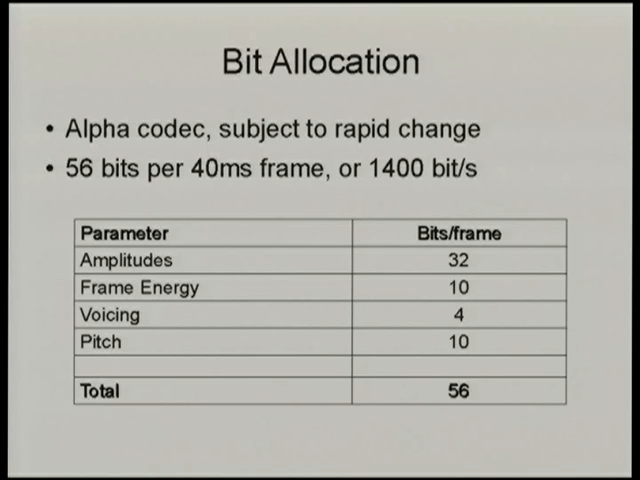 Bit Allocation
• Alpha codec, subject to rapid change
• 56 bits per 40ms frame, or 1400 bit/s
Parameter Bits/frame
Amplitudes 32
Frame Energy 10
Voicing 4
Pitch 10
Total 56